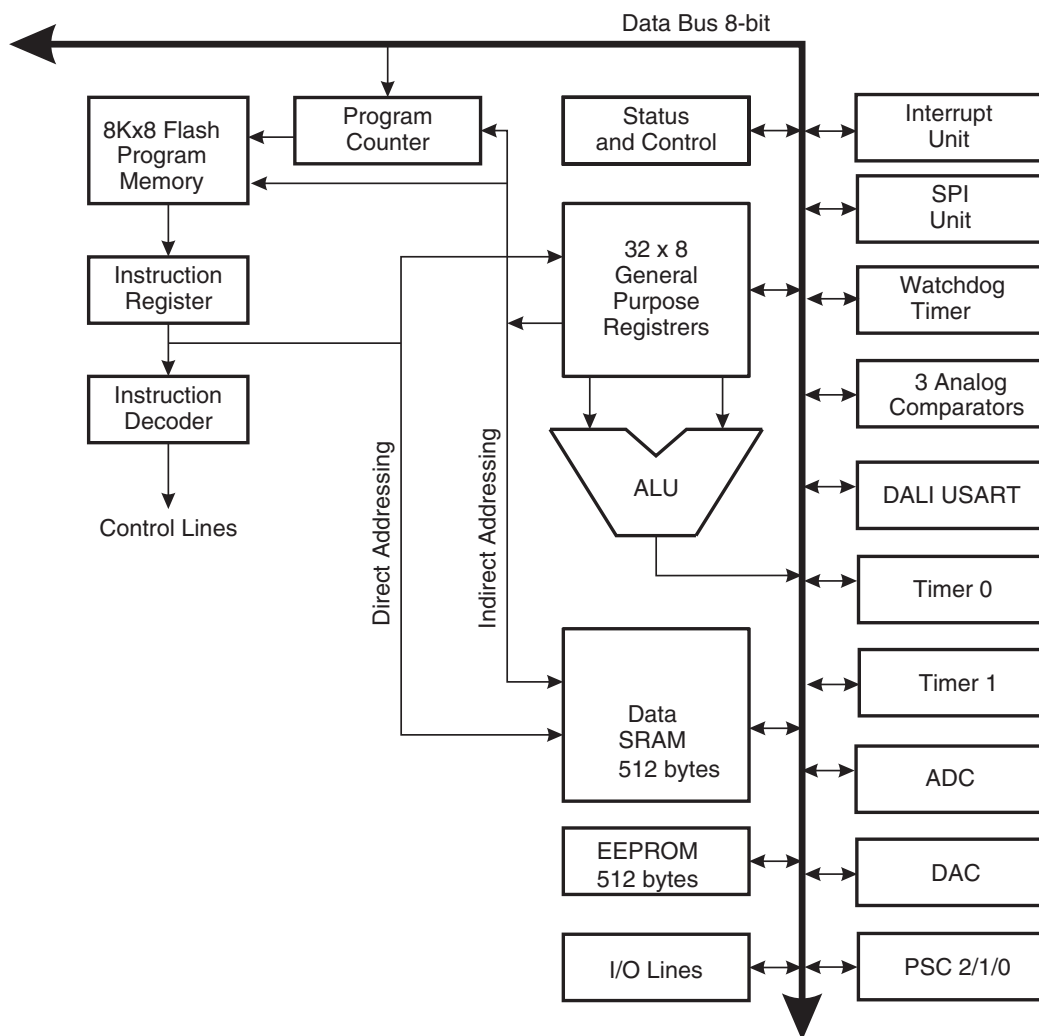 Data Bus 8-bit
8Kx8 Flash
Program
Memory
Program
Counter
Status
and Control
Interrupt
Unit
SPI
Unit
Instruction
Register
32 x 8
General
Purpose
Registrers
Watchdog
Timer
Instruction
Decoder
3 Analog
Comparators
Direct Addressing
Indirect Addressing
ALU
DALI USART
Control Lines
Timer 0
Timer 1
Data
SRAM
512 bytes
ADC
EEPROM
512 bytes
DAC
I/O Lines
PSC 2/1/0